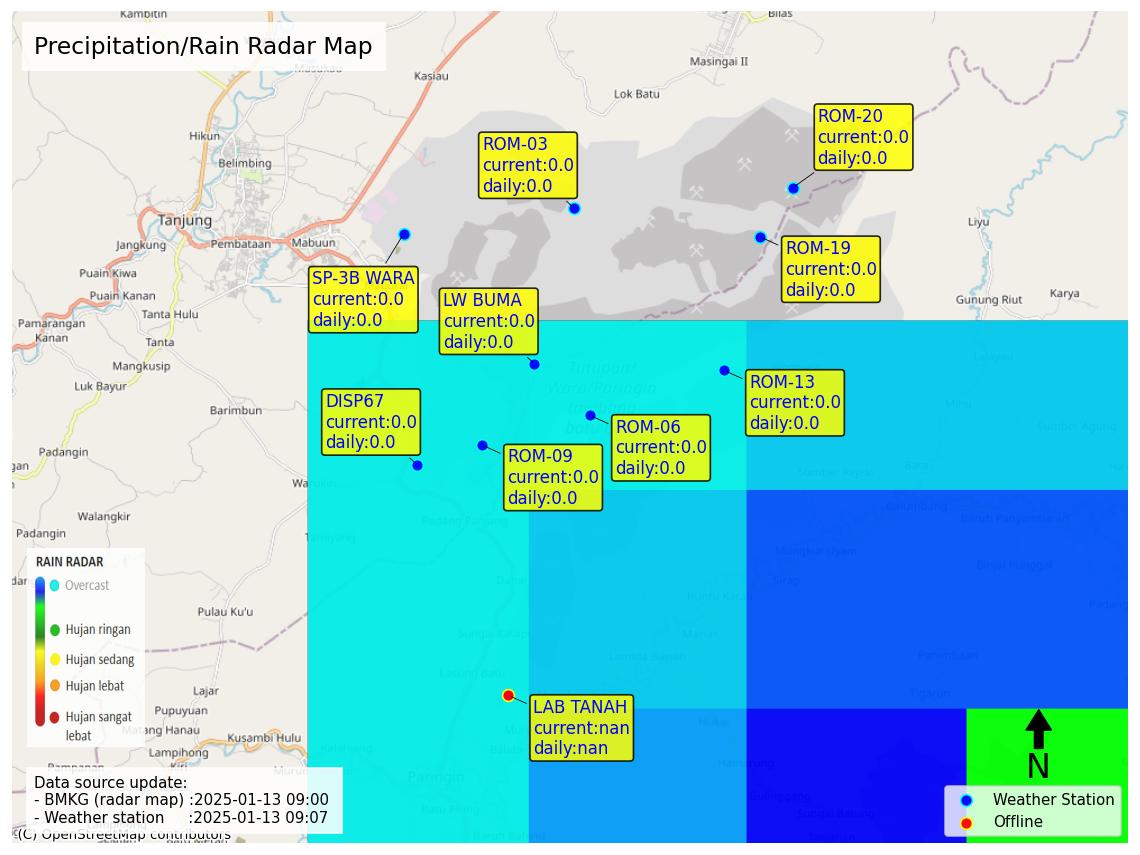 Precipitation/Rain Radar Map
Kambitin
Bilas
Masingai II
Masukau
Kasiau
Lok Batu
ROM-20
current:0.0
daily:0.0
ROM-03
current:0.0
daily:0.0
Hikun
Belimbing
Tanjung
Liyu
Jangkung
Pembataan
Mabuun
ROM-19
current:0.0
daily:0.0
Puain Kiwa
Puain Kanan
SP-3B WARA
current:0.0
daily:0.0
LW BUMA
current:0.0
daily:0.0
Gunung Riut
Karya
Tanta Hulu
Pamarangan
Kanan
Tanta
Mangkusip
Luk Bayur
Barimbun
ROM-13
current:0.0
daily:0.0
DISP67
current:0.0
daily:0.0
ROM-06
current:0.0
daily:0.0
ROM-09
current:0.0
daily:0.0
Walangkir
Padangin
RAIN RADAR
Overcast
Hujan ringan
Hujan sedang
Hujan lebat
Hujan sangat
lebat
Pulau Ku'u
Lajar
Pupuyuan
Matang Hanau
Kusambi Hulu
Lampihong
Kiri
LAB TANAH
current:nan
daily:nan
Paringin
N
Data source update:
- BMKG (radar map) :2025-01-13 09:00
- Weather station :2025-01-13 09:07
Weather Station
Offline
(C) OpenStreetMap contributors